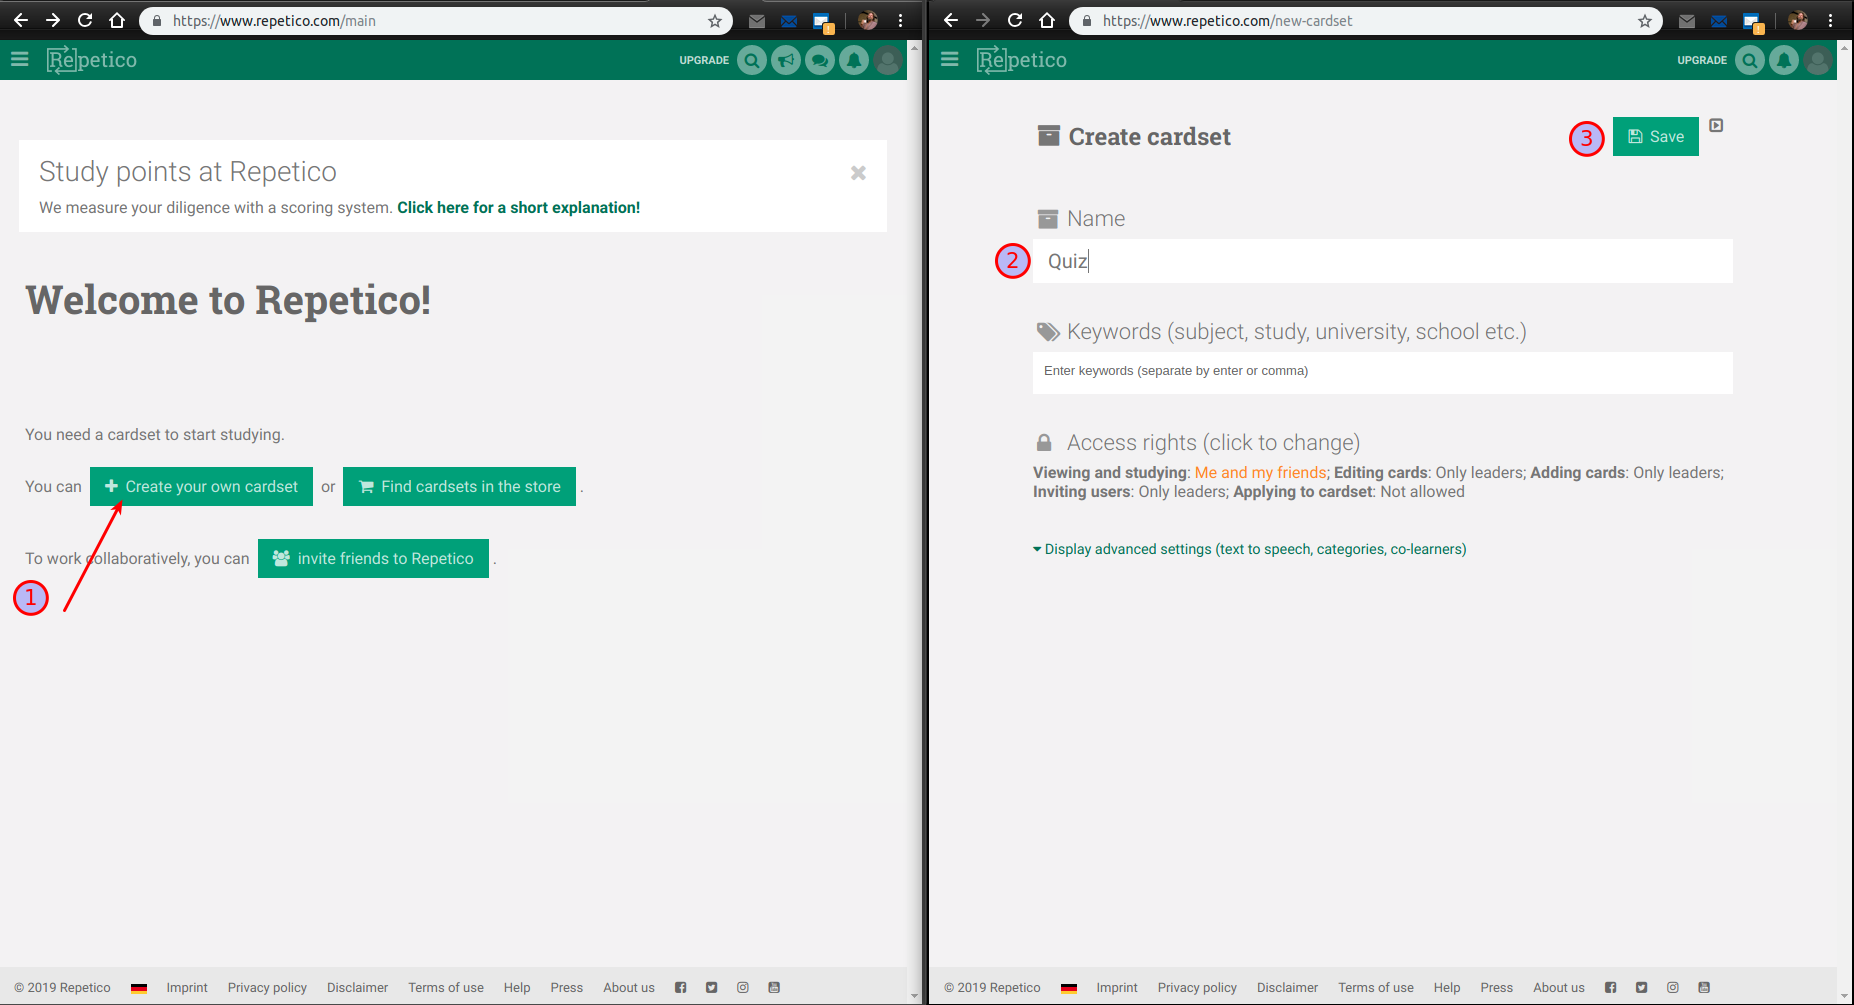 https://www.repetico.com/main
Repetico
UPGRADE
Study points at Repetico
We measure your diligence with a scoring system. Click here for a short explanation!
Welcome to Repetico!
You need a cardset to start studying.
You can Create your own cardset or Find cardsets in the store .
To work collaboratively, you can invite friends to Repetico .
1
© 2019 Repetico Imprint Privacy policy Disclaimer Terms of use Help Press About us
https://www.repetico.com/new-cardset
Repetico
UPGRADE
Create cardset
3 Save
Name
2 Quiz
Keywords (subject, study, university, school etc.)
Enter keywords (separate by enter or comma)
Access rights (click to change)
Viewing and studying: Me and my friends; Editing cards: Only leaders; Adding cards: Only leaders;
Inviting users: Only leaders; Applying to cardset: Not allowed
Display advanced settings (text to speech, categories, co-learners)
© 2019 Repetico Imprint Privacy policy Disclaimer Terms of use Help Press About us